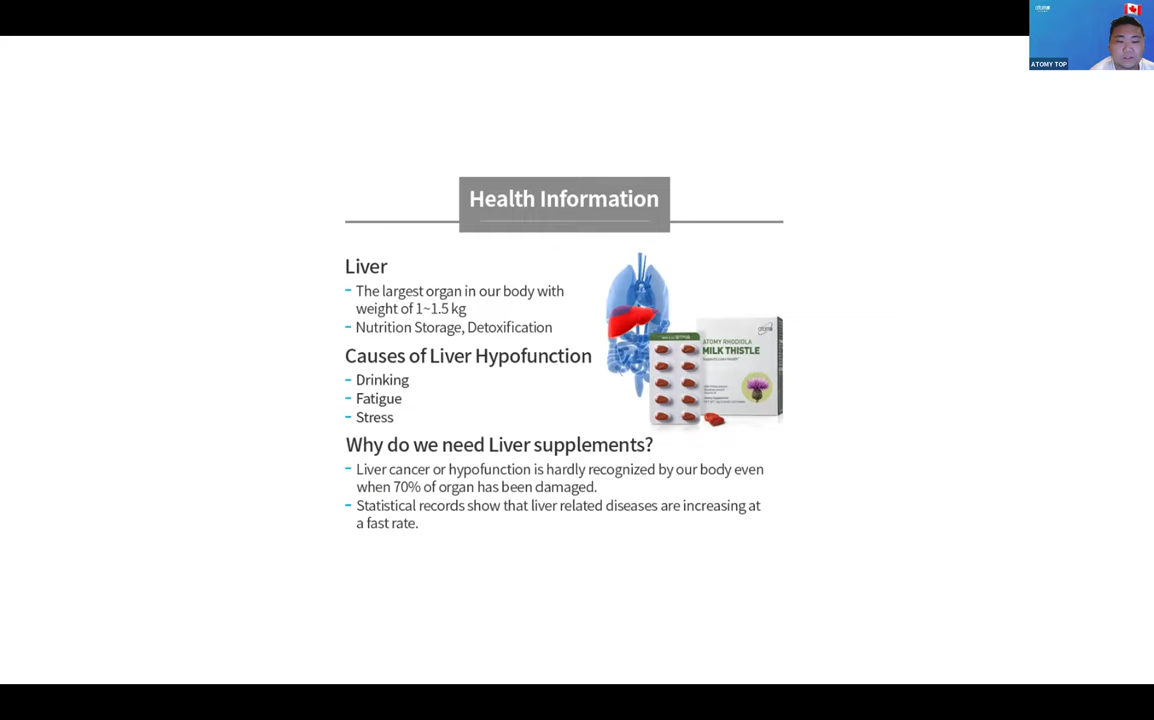 atomy
ATOMY TOP
Health Information
Liver
- The largest organ in our body with
weight of 1~1.5 kg
- Nutrition Storage, Detoxification
Causes of Liver Hypofunction
- Drinking
- Fatigue
- Stress
atomy
ATOMY RHODIOLA
MILK THISTLE
Why do we need Liver supplements?
- Liver cancer or hypofunction is hardly recognized by our body even
when 70% of organ has been damaged.
- Statistical records show that liver related diseases are increasing at
a fast rate.